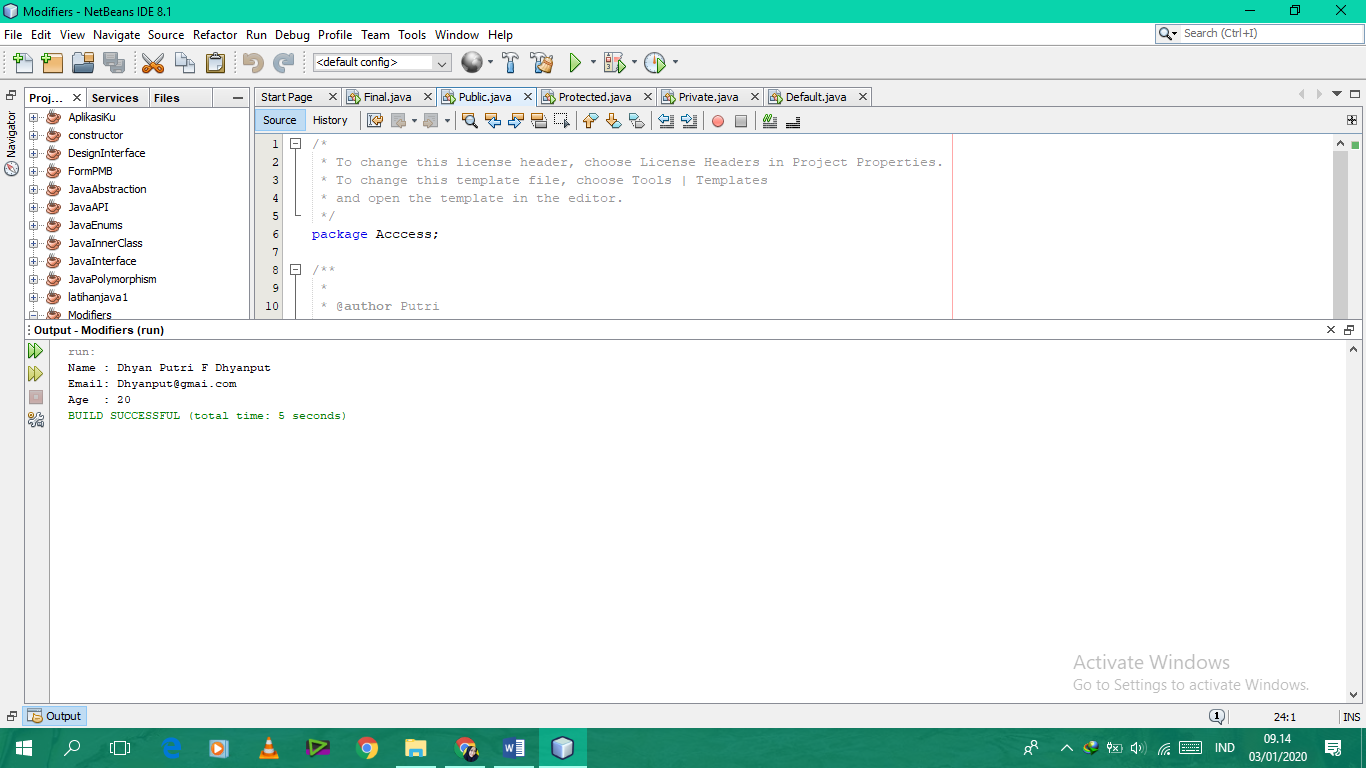 Modifiers - NetBeans IDE 8.1
File Edit View Navigate Source Refactor Run Debug Profile Team Tools Window Help
Search (Ctrl+I)
<default config>
Proj... Services Files
Start Page Final.java Public.java Protected.java Private.java Default.java
Navigator
Source History
AplikasiKu
constructor
DesignInterface
FormPMB
JavaAbstraction
JavaAPI
JavaEnums
JavaInnerClass
JavaInterface
JavaPolymorphism
latihanjava1
Modifiers
1 /*
2 * To change this license header, choose License Headers in Project Properties.
3 * To change this template file, choose Tools | Templates
4 * and open the template in the editor.
5 */
6 package Acccess;
7
8 /**
9 *
10 * @author Putri
Output - Modifiers (run)
run:
Name : Dhyan Putri F Dhyanput
Email: Dhyanput@gmai.com
Age  : 20
BUILD SUCCESSFUL (total time: 5 seconds)
Activate Windows
Go to Settings to activate Windows.
Output
1
24:1
INS
IND
09.14
03/01/2020